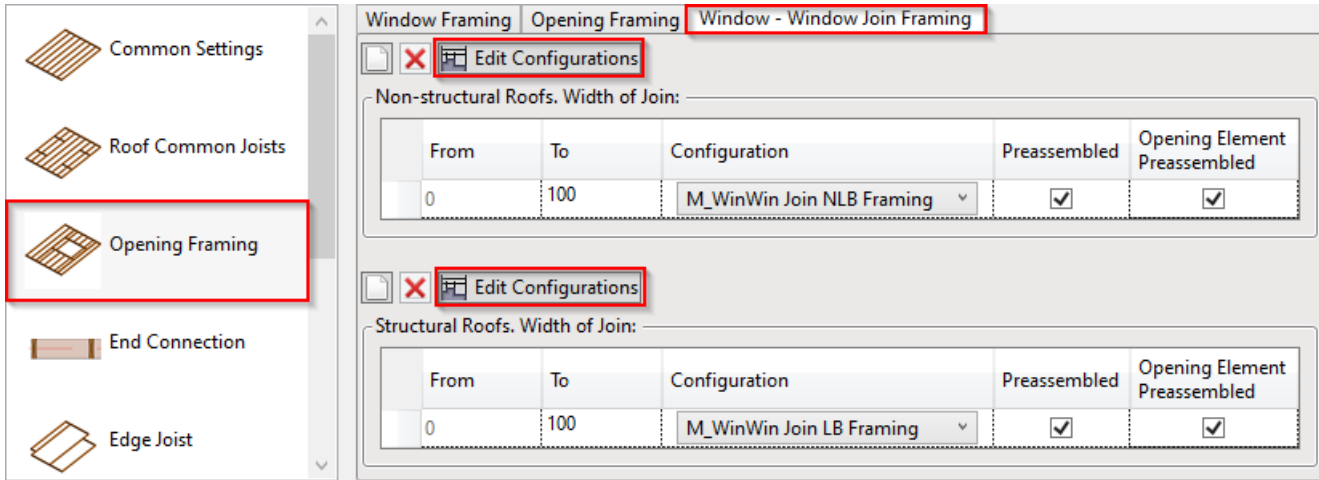 Common Settings
Roof Common Joists
Opening Framing
End Connection
Edge Joist
Window Framing Opening Framing Window - Window Join Framing
Edit Configurations
Non-structural Roofs. Width of Join:
From To Configuration Preassembled Opening Element Preassembled
0 100 M_WinWin Join NLB Framing
Edit Configurations
Structural Roofs. Width of Join:
From To Configuration Preassembled Opening Element Preassembled
0 100 M_WinWin Join LB Framing